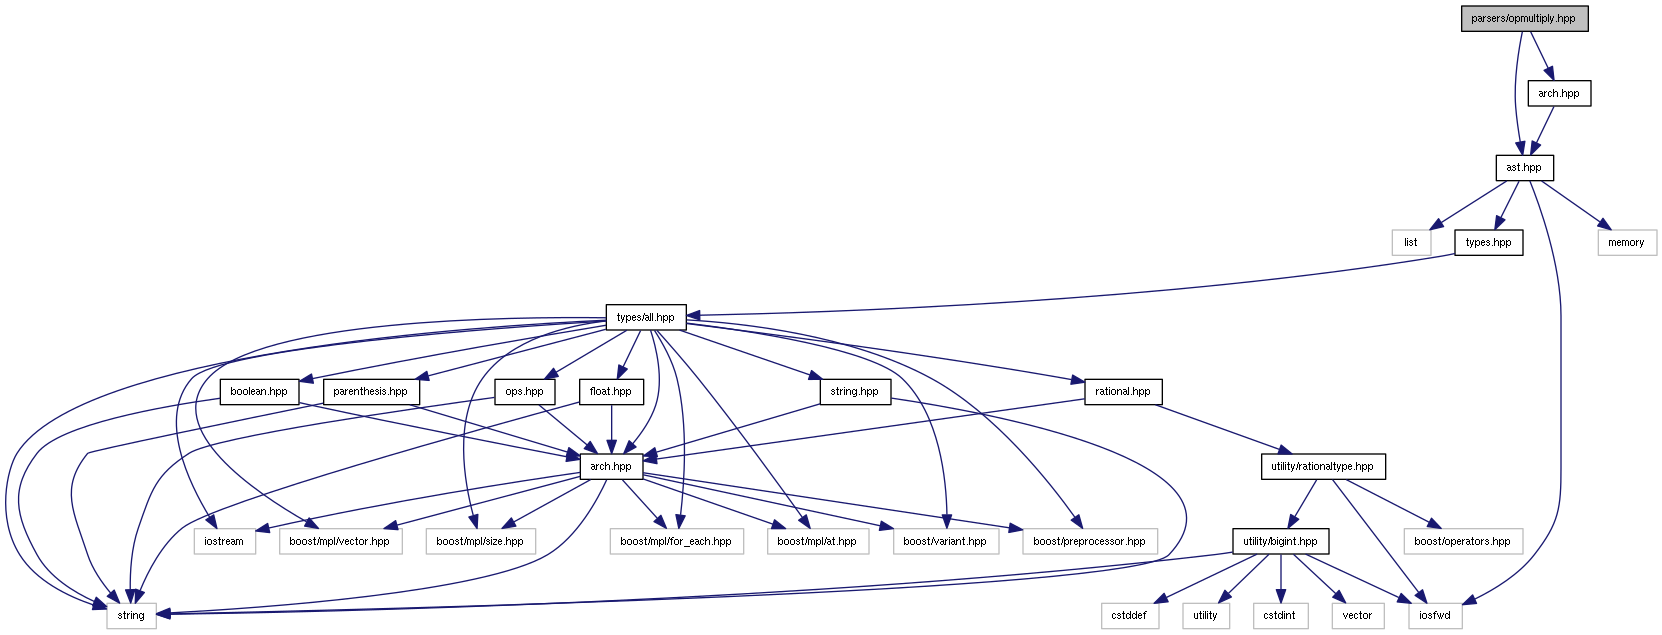 parsers/opmultiply.hpp
arch.hpp
ast.hpp
list
types.hpp
memory
types/all.hpp
boolean.hpp
parenthesis.hpp
ops.hpp
float.hpp
string.hpp
rational.hpp
arch.hpp
utility/rationaltype.hpp
iostream
boost/mpl/vector.hpp
boost/mpl/size.hpp
boost/mpl/for_each.hpp
boost/mpl/at.hpp
boost/variant.hpp
boost/preprocessor.hpp
utility/bigint.hpp
boost/operators.hpp
string
cstddef
utility
cstdint
vector
iosfwd